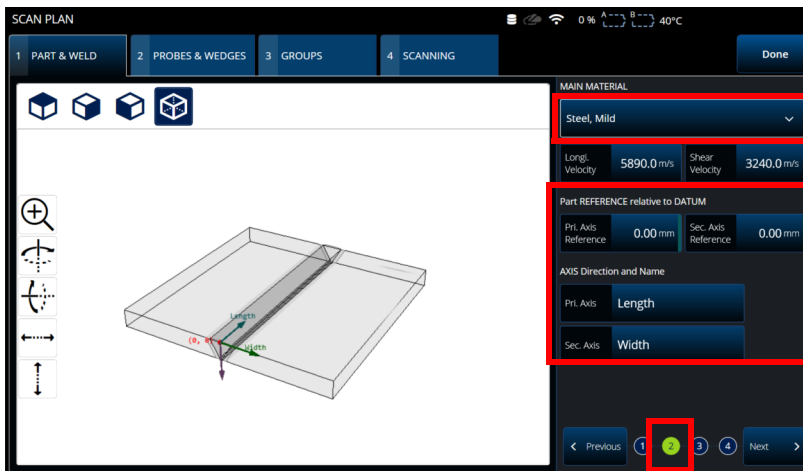 SCAN PLAN
0 % A B 40°C
1 PART & WELD 2 PROBES & WEDGES 3 GROUPS 4 SCANNING Done
MAIN MATERIAL
Steel, Mild
Longi. Velocity 5890.0 m/s Shear Velocity 3240.0 m/s
Part REFERENCE relative to DATUM
Pri. Axis Reference 0.00 mm Sec. Axis Reference 0.00 mm
AXIS Direction and Name
Pri. Axis Length
Sec. Axis Width
Length
(0, Width
< Previous 1 2 3 4 Next >